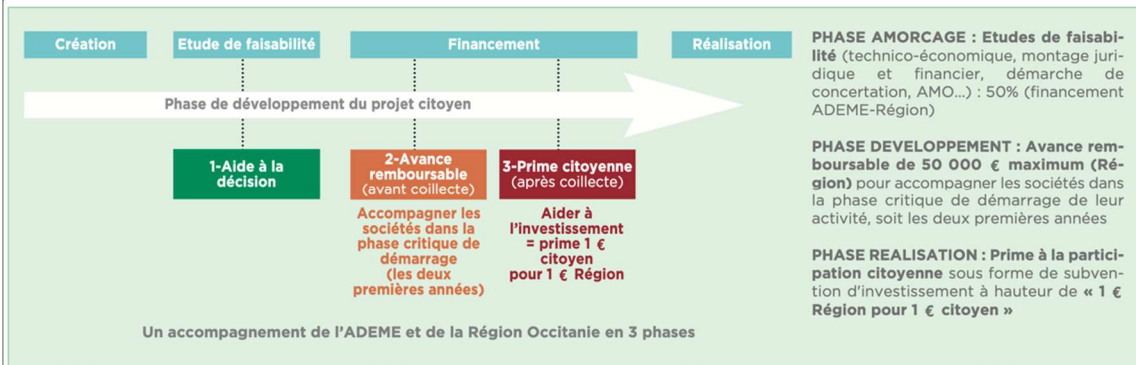 Création
Etude de faisabilité
Financement
Réalisation
Phase de développement du projet citoyen
1-Aide à la
décision
2-Avance
remboursable
(avant coillecte)
3-Prime citoyenne
(après coillecte)
Accompagner les
sociétés dans la
phase critique de
démarrage
(les deux
premières années)
Aider à
l'investissement
= prime 1 €
citoyen
pour 1 € Région
Un accompagnement de l'ADEME et de la Région Occitanie en 3 phases
PHASE AMORCAGE : Etudes de faisabi-
lité (technico-économique, montage juri-
dique et financier, démarche de
concertation, AMO...) : 50% (financement
ADEME-Région)
PHASE DEVELOPPEMENT : Avance rem-
boursable de 50 000 € maximum (Ré-
gion) pour accompagner les sociétés dans
la phase critique de démarrage de leur
activité, soit les deux premières années
PHASE REALISATION : Prime à la partici-
pation citoyenne sous forme de subven-
tion d'investissement à hauteur de « 1 €
Région pour 1 € citoyen »